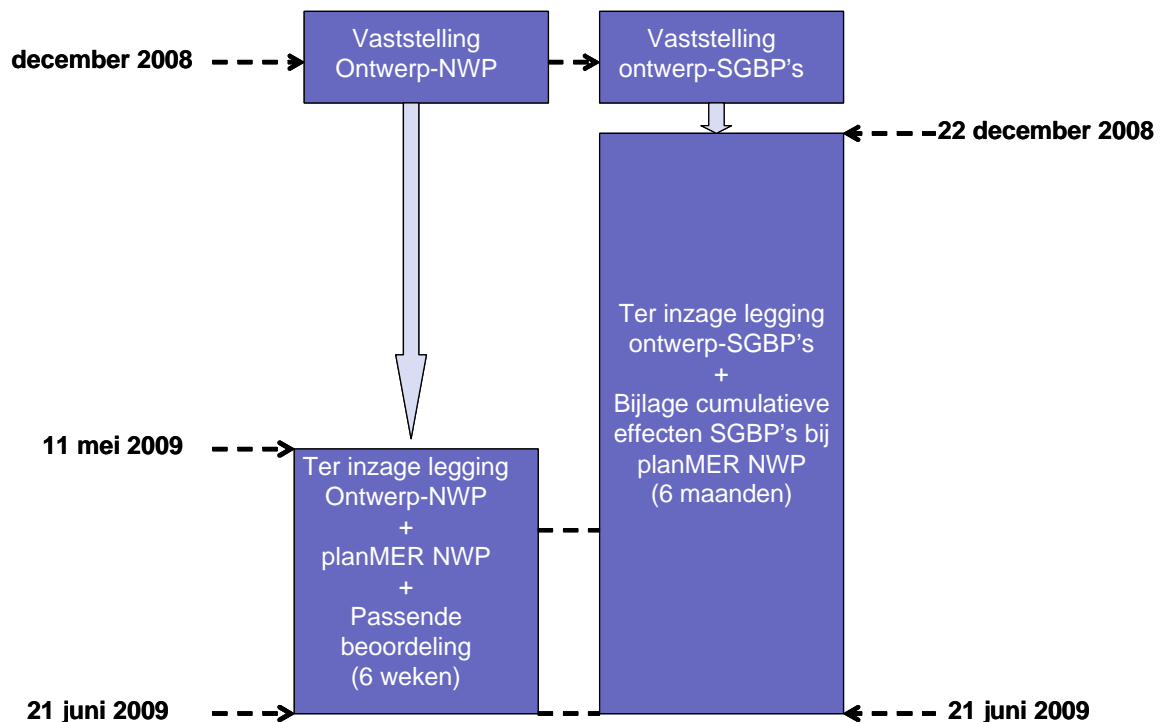 december 2008
Vaststelling
Ontwerp-NWP
Vaststelling
ontwerp-SGBP's
22 december 2008
Ter inzage legging
ontwerp-SGBP's
+
Bijlage cumulatieve
effecten SGBP's bij
planMER NWP
(6 maanden)
11 mei 2009
Ter inzage legging
Ontwerp-NWP
+
planMER NWP
+
Passende
beoordeling
(6 weken)
21 juni 2009
21 juni 2009